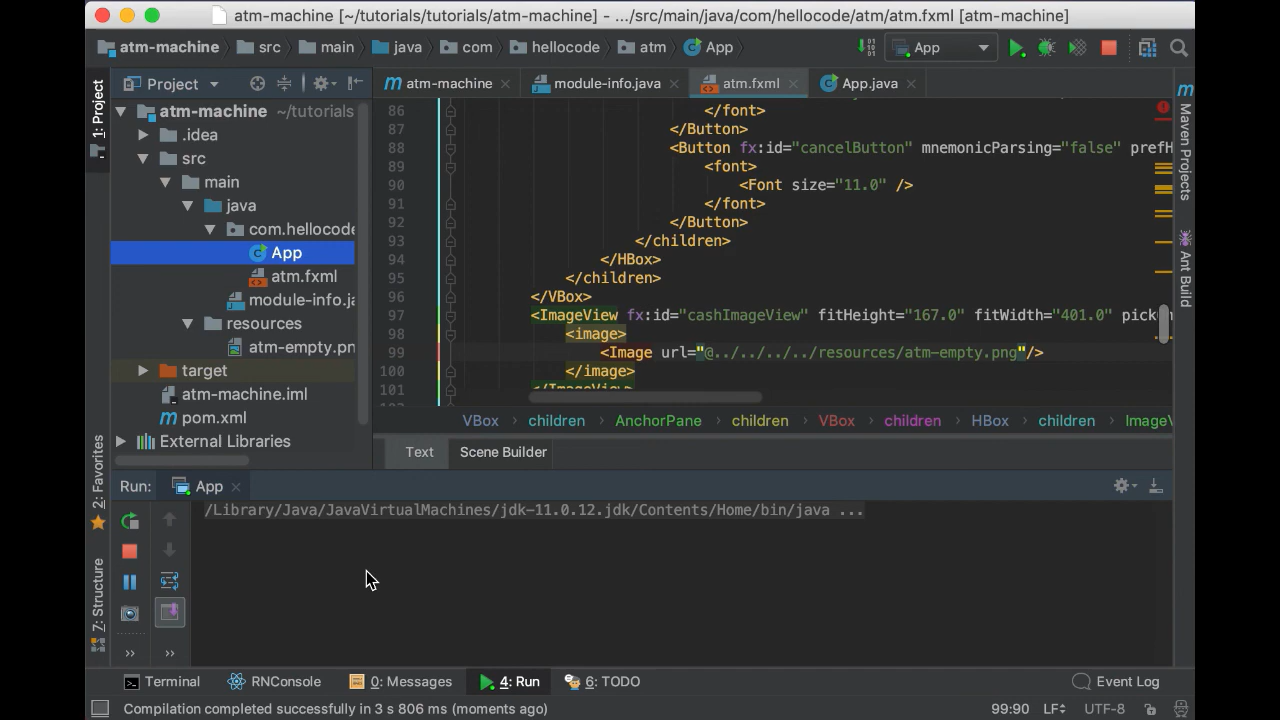 atm-machine [~/tutorials/tutorials/atm-machine] - .../src/main/java/com/hellocode/atm/atm.fxml [atm-machine]
atm-machine src main java com hellocode atm App
App
1: Project
Project
atm-machine ~/tutorials
.idea
src
main
java
com.hellocode
App
atm.fxml
module-info.ja
resources
atm-empty.pn
target
atm-machine.iml
pom.xml
External Libraries
atm-machine module-info.java atm.fxml App.java
86 </font>
87 </Button>
88 <Button fx:id="cancelButton" mnemonicParsing="false" prefH
89 <font>
90 <Font size="11.0" />
91 </font>
92 </Button>
93 </children>
94 </HBox>
95 </children>
96 </VBox>
97 <ImageView fx:id="cashImageView" fitHeight="167.0" fitWidth="401.0" pick
98 <image>
99 <Image url="@../../../../resources/atm-empty.png"/>
100 </image>
101 </ImageView>
VBox children AnchorPane children VBox children HBox children ImageV
Text Scene Builder
Maven Projects
Ant Build
2: Favorites
7: Structure
Run: App
/Library/Java/JavaVirtualMachines/jdk-11.0.12.jdk/Contents/Home/bin/java ...
Terminal RNConsole 0: Messages 4: Run 6: TODO Event Log
Compilation completed successfully in 3 s 806 ms (moments ago) 99:90 LF UTF-8